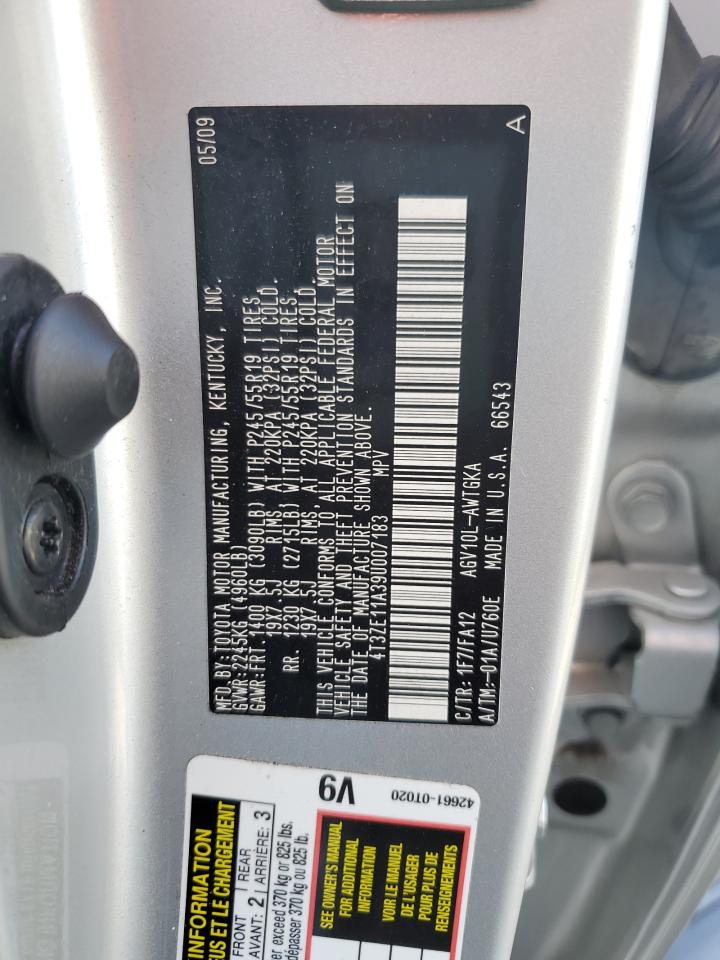 MFD.BY:TOYOTA MOTOR MANUFACTURING, KENTUCKY, INC. 05/09
GVWR:2245KG (4960LB)
GAWR:FRT. 1400 KG (3090LB) WITH P245/55R19 TIRES,
19X7.5J RIMS, AT 220KPA (32PSI) COLD.
RR. 1230 KG (2715LB) WITH P245/55R19 TIRES,
19X7.5J RIMS, AT 220KPA (32PSI) COLD.
THIS VEHICLE CONFORMS TO ALL APPLICABLE FEDERAL MOTOR
VEHICLE SAFETY AND THEFT PREVENTION STANDARDS IN EFFECT ON
THE DATE OF MANUFACTURE SHOWN ABOVE.
4T3ZE11A39U007183 MPV
C/TR:1F7/FA12 AGV10L-AWTGKA
A/TM:-01A/U760E MADE IN U.S.A. 66543 A
INFORMATION
ET LE CHARGEMENT
FRONT
AVANT: 2
REAR
ARRIÈRE: 3
er exceed 370 kg or 825 lbs.
dépasser 370 kg ou 825 lb.
V9
42661-0T020
SEE OWNER'S MANUAL
FOR ADDITIONAL
INFORMATION
VOIR LE MANUEL
DE L'USAGER
POUR PLUS DE
RENSEIGNEMENTS